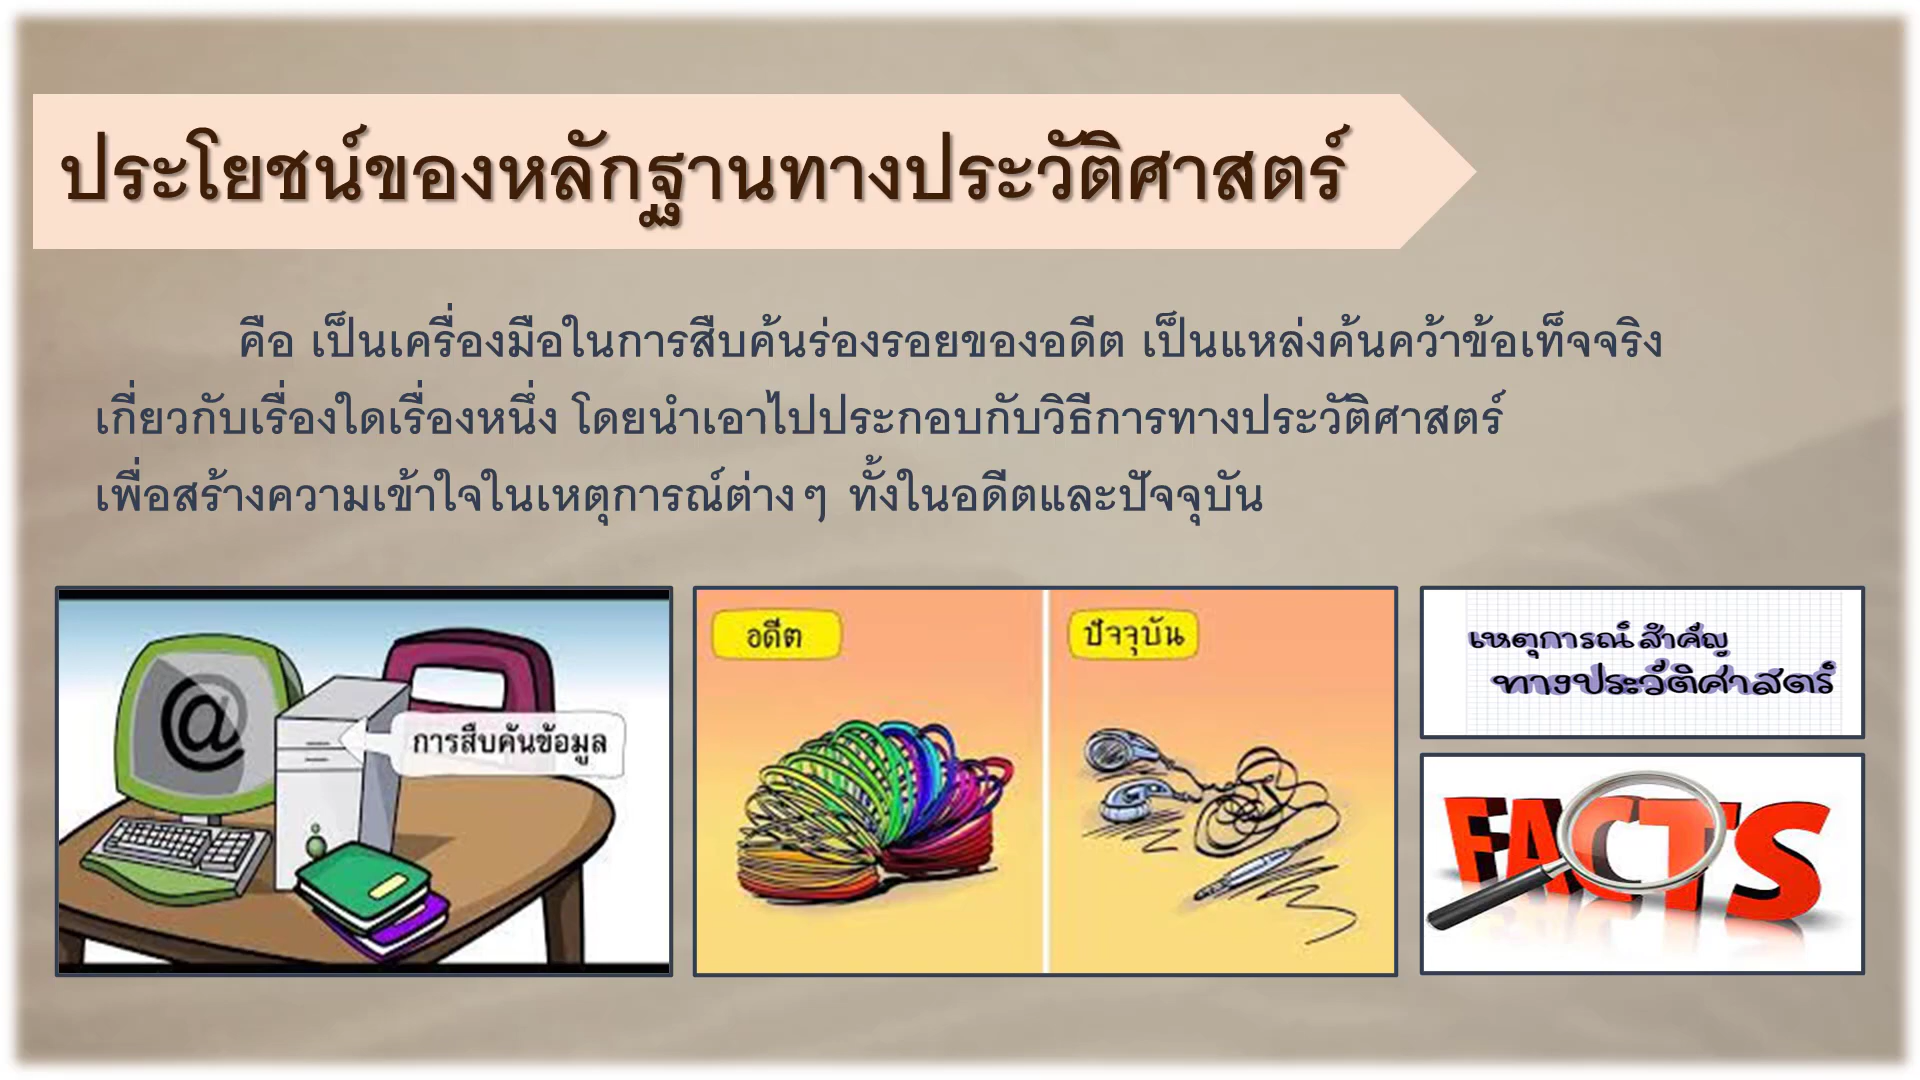 ประโยชน์ของหลักฐานทางประวัติศาสตร์
คือ เป็นเครื่องมือในการสืบค้นร่องรอยของอดีต เป็นแหล่งค้นคว้าข้อเท็จจริง
เกี่ยวกับเรื่องใดเรื่องหนึ่ง โดยนำเอาไปประกอบกับวิธีการทางประวัติศาสตร์
เพื่อสร้างความเข้าใจในเหตุการณ์ต่างๆ ทั้งในอดีตและปัจจุบัน
@
การสืบค้นข้อมูล
อดีต
ปัจจุบัน
เหตุการณ์สำคัญ
ทางประวัติศาสตร์
FACTS